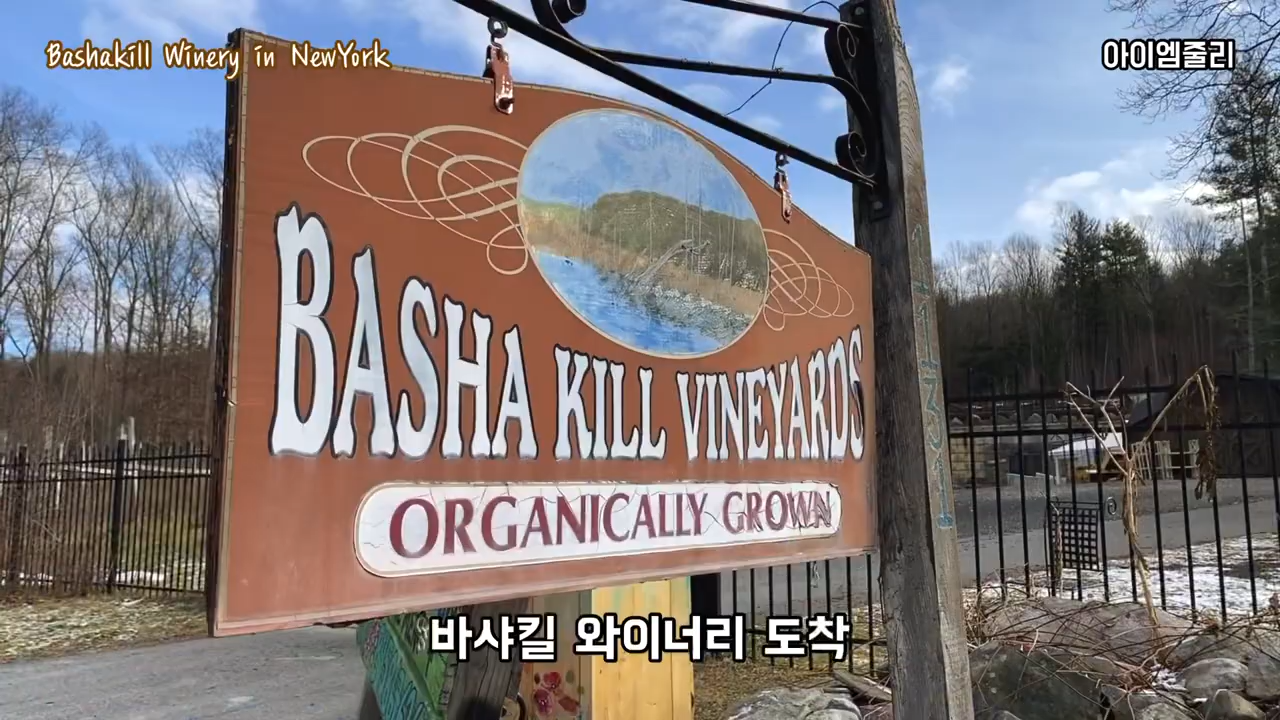 Bashakill Winery in NewYork
아이엠줄리
BASHA KILL VINEYARDS
ORGANICALLY GROWN
바샤킬 와이너리 도착